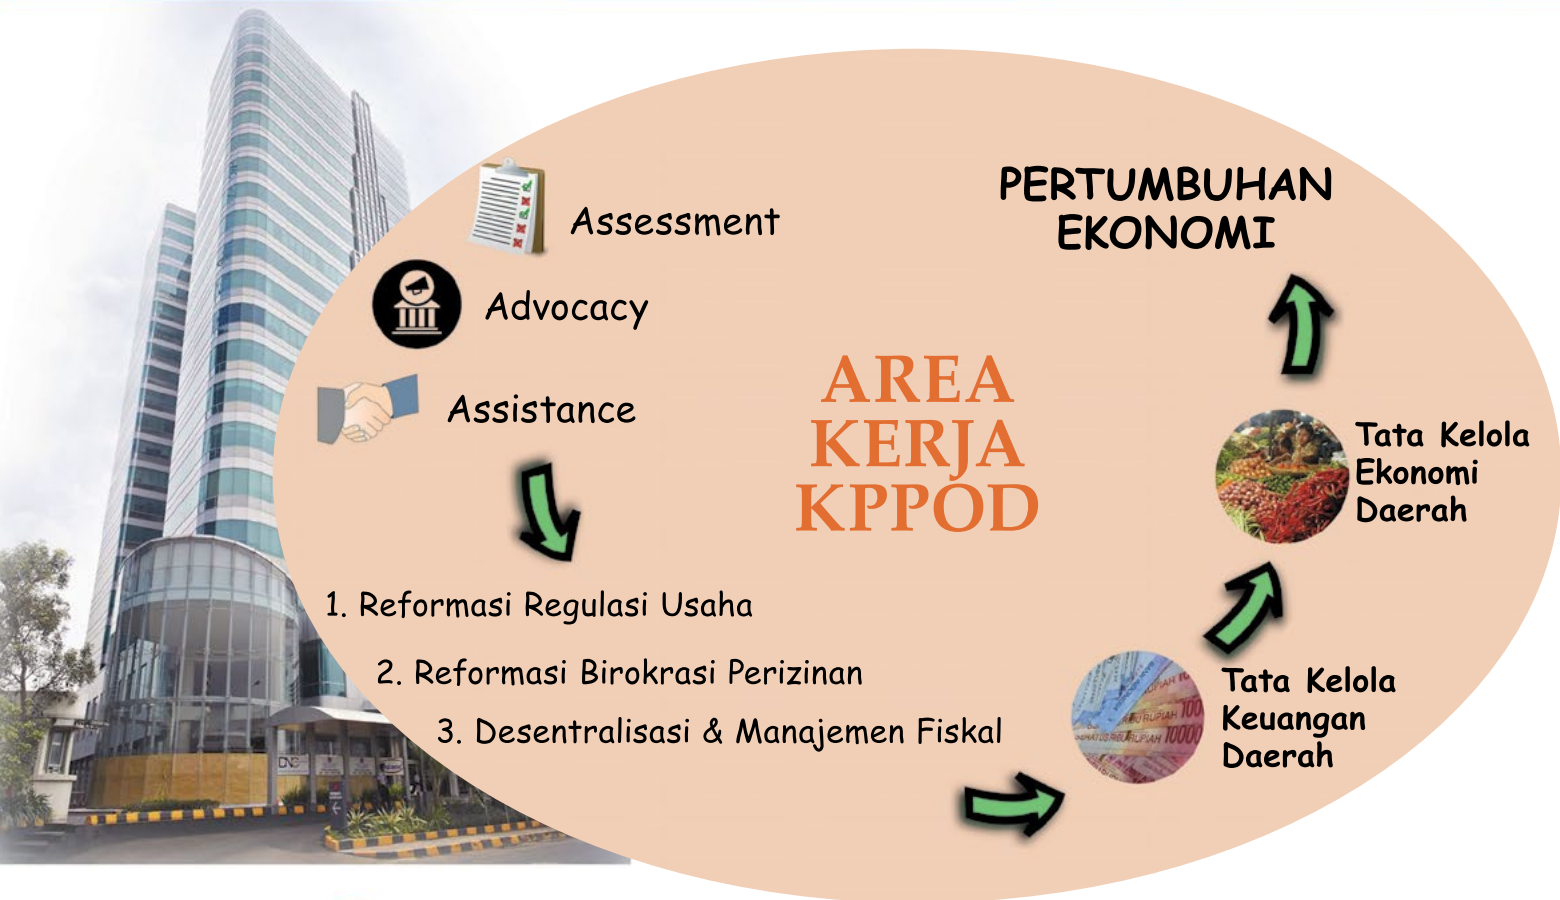 Assessment
Advocacy
Assistance
1. Reformasi Regulasi Usaha
2. Reformasi Birokrasi Perizinan
3. Desentralisasi & Manajemen Fiskal
AREA
KERJA
KPPOD
PERTUMBUHAN
EKONOMI
Tata Kelola
Ekonomi
Daerah
Tata Kelola
Keuangan
Daerah